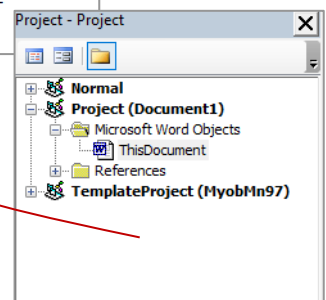 Project - Project
Normal
Project (Document1)
Microsoft Word Objects
ThisDocument
References
TemplateProject (MyobMn97)